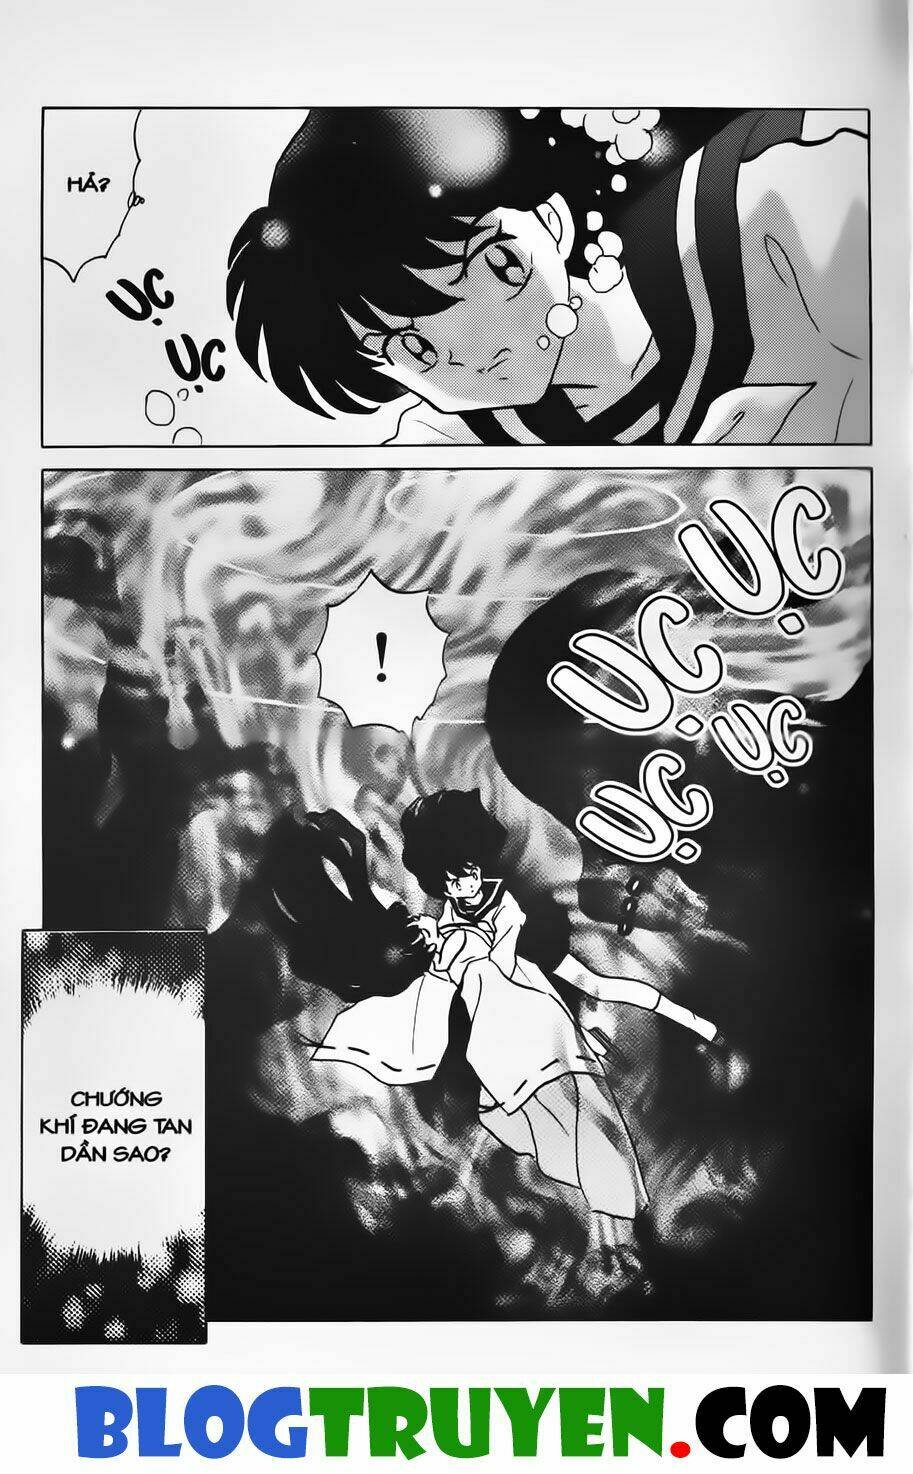 HẢ?
ỤC
ỤC
!
ỤC
ỤC
ỤC
ỤC
CHƯỚNG
KHÍ ĐANG TAN
DẦN SAO?
BLOGTRUYEN.COM